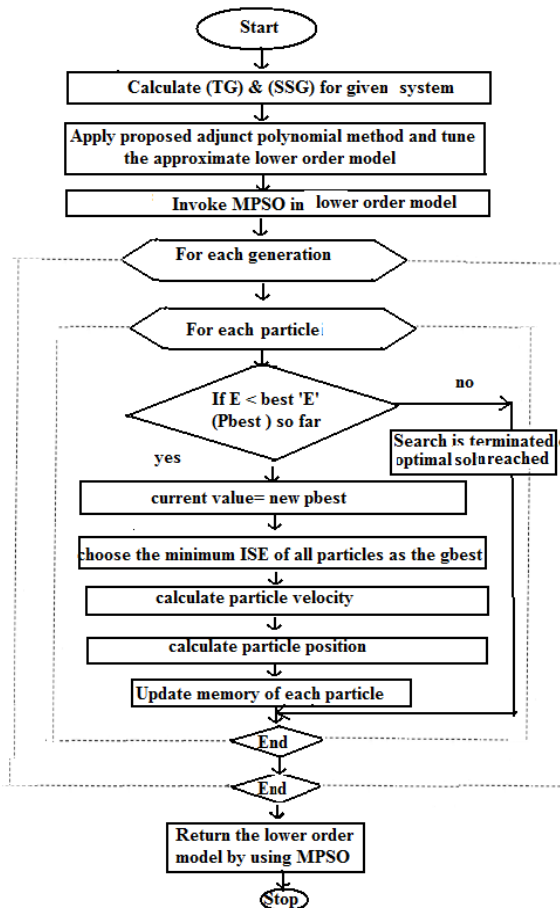 Start
Calculate (TG) & (SSG) for given system
Apply proposed adjunct polynomial method and tune
the approximate lower order model
Invoke MPSO in lower order model
For each generation
For each particle
If E < best 'E'
(Pbest ) so far
no
yes
Search is terminated
optimal soln reached
current value= new pbest
choose the minimum ISE of all particles as the gbest
calculate particle velocity
calculate particle position
Update memory of each particle
End
End
Return the lower order
model by using MPSO
Stop